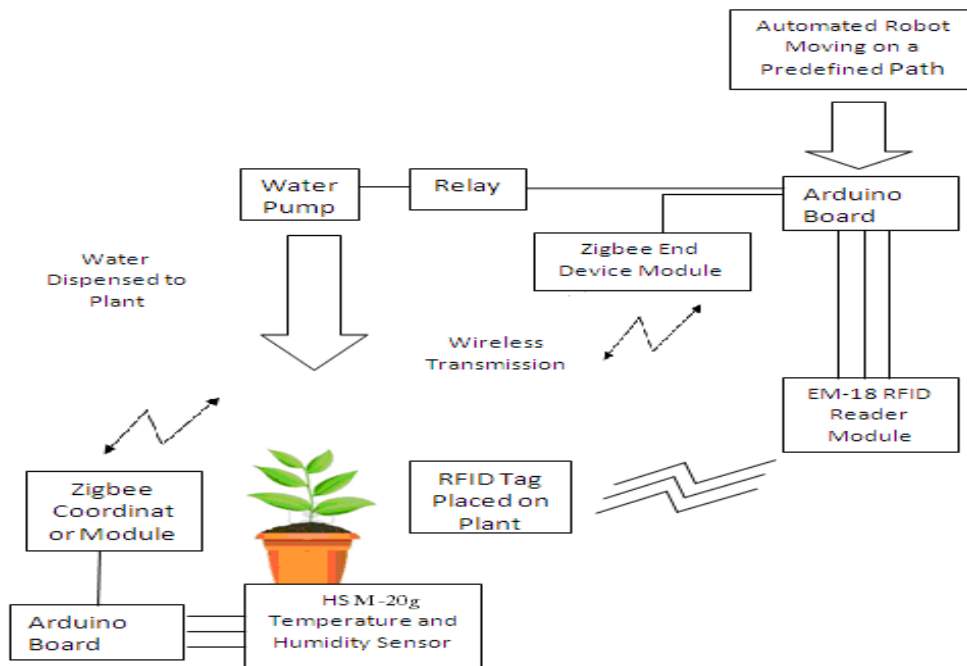 Automated Robot
Moving on a
Predefined Path
Water
Pump
Relay
Arduino
Board
Zigbee End
Device Module
Water
Dispensed to
Plant
Wireless
Transmission
EM-18 RFID
Reader
Module
Zigbee
Coordinat
or Module
RFID Tag
Placed on
Plant
Arduino
Board
HSM-20g
Temperature and
Humidity Sensor